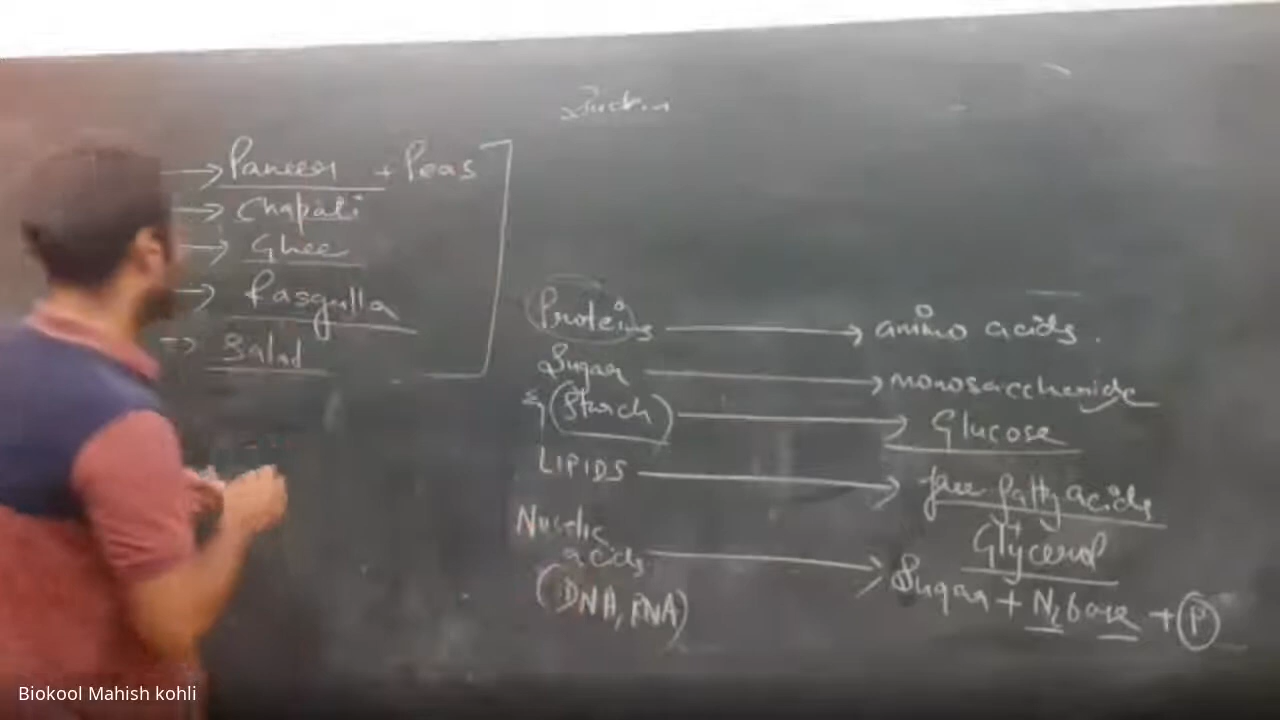 → Paneer + Peas
→ Chapati
→ Ghee
→ Rasgulla
⇒ Salad
Proteins → amino acids.
Sugar → monosaccharide
(Starch) → Glucose
LIPIDS → free fatty acids
+
Glycerol
Nucleic
acids → Sugar + N₂ base + P
(DNA, RNA)
Biokool Mahish kohli